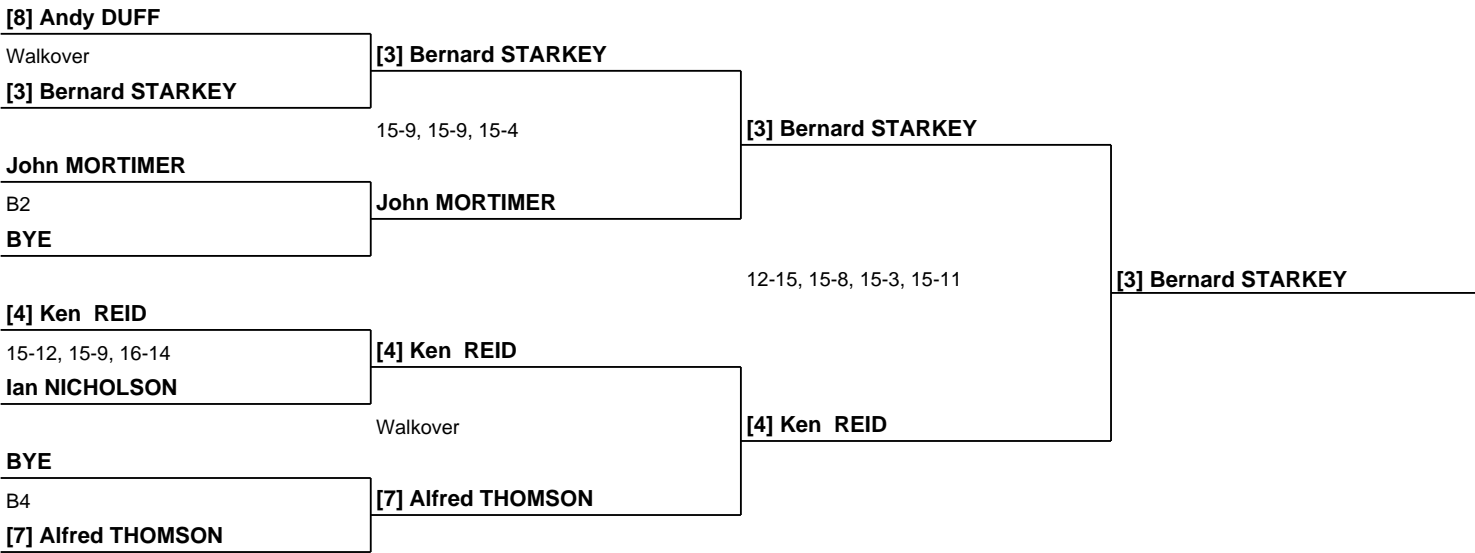 [8] Andy DUFF
Walkover
[3] Bernard STARKEY
[3] Bernard STARKEY
15-9, 15-9, 15-4
[3] Bernard STARKEY
John MORTIMER
B2
John MORTIMER
BYE
12-15, 15-8, 15-3, 15-11
[3] Bernard STARKEY
[4] Ken  REID
15-12, 15-9, 16-14
[4] Ken  REID
Ian NICHOLSON
Walkover
[4] Ken  REID
BYE
B4
[7] Alfred THOMSON
[7] Alfred THOMSON